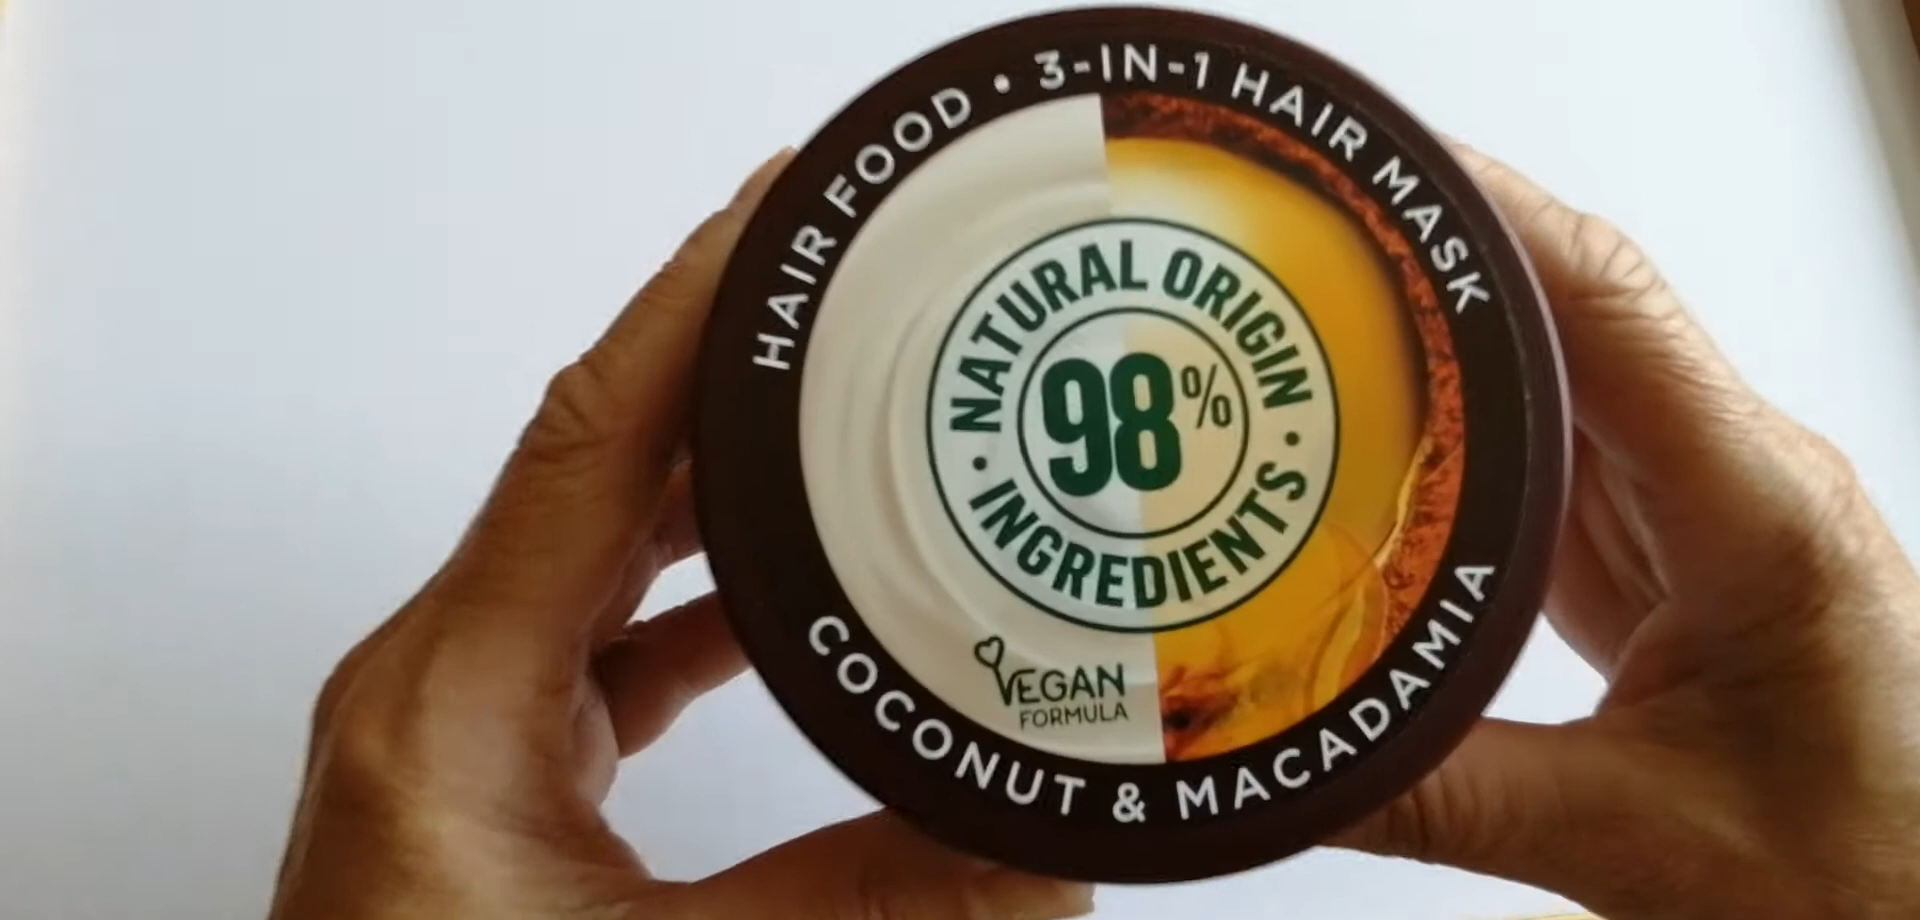 HAIR FOOD • 3-IN-1 HAIR MASK
NATURAL ORIGIN
98%
• INGREDIENTS •
VEGAN
FORMULA
COCONUT & MACADAMIA